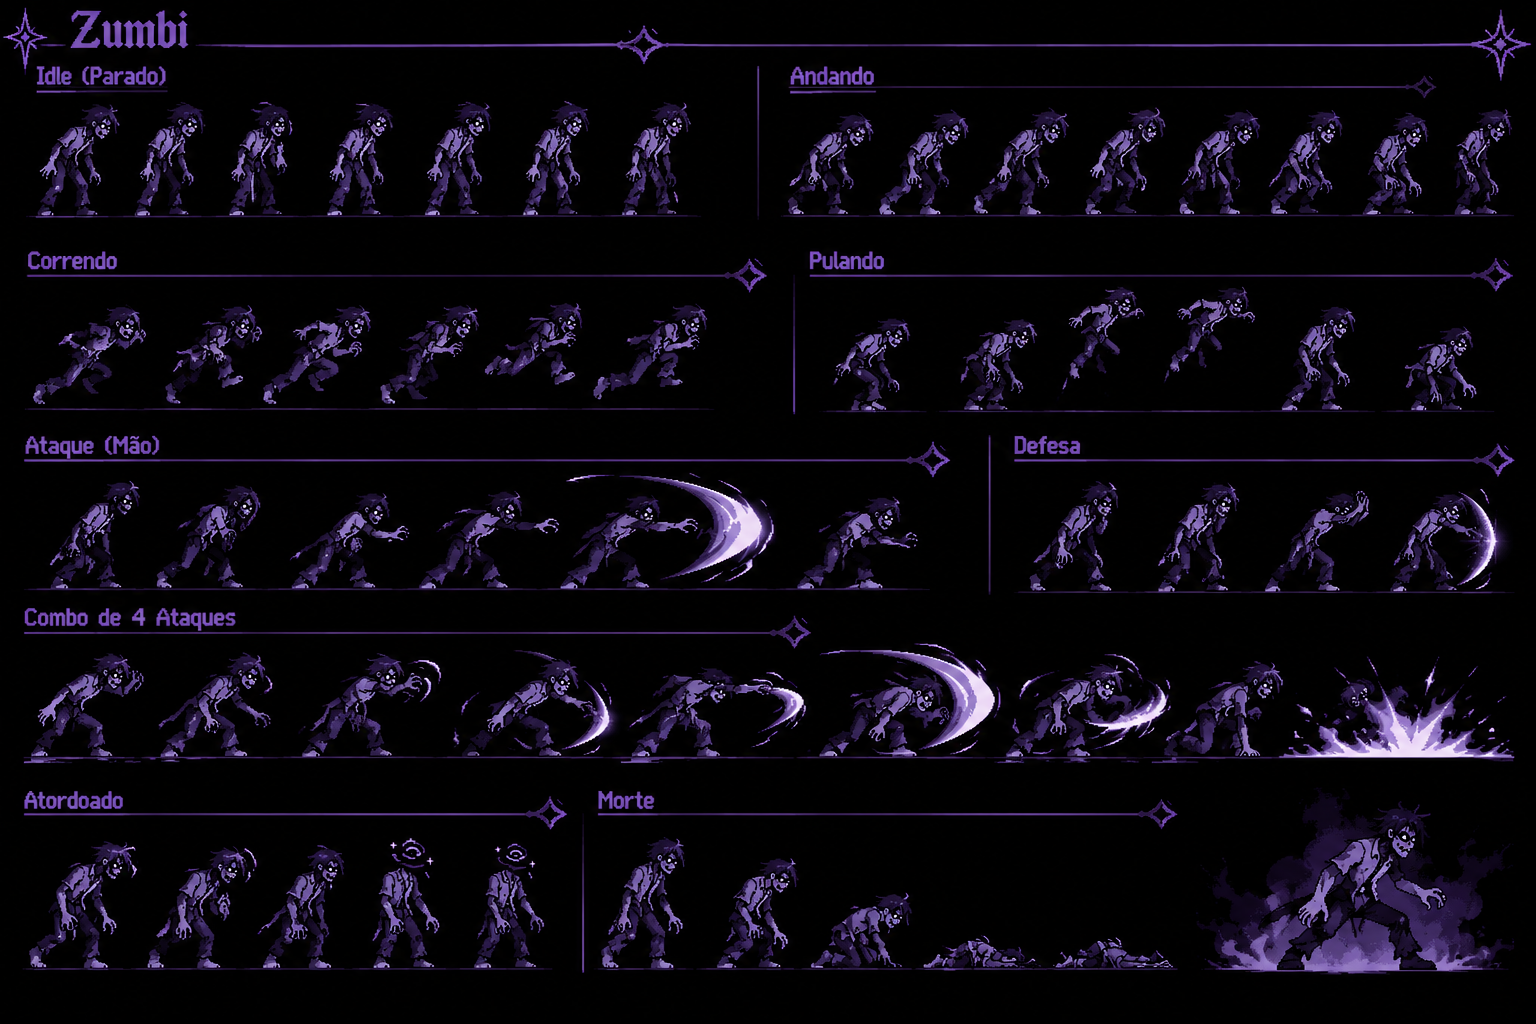 Zumbi
Idle (Parado)
Andando
Correndo
Pulando
Ataque (Mão)
Defesa
Combo de 4 Ataques
Atordoado
Morte